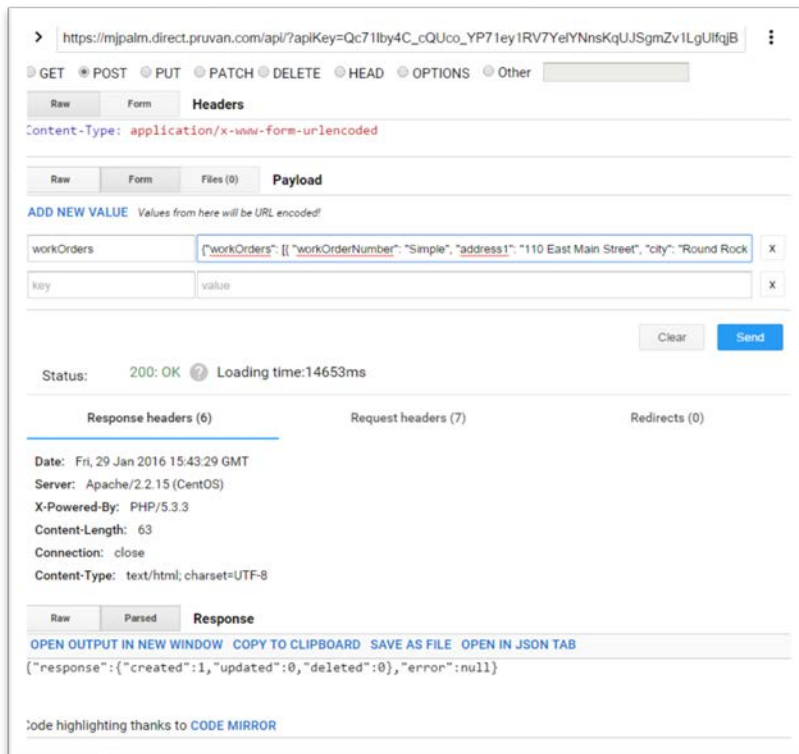 https://mjpalm.direct.pruvan.com/api/?apiKey=Qc71lby4C_cQUco_YP71ey1RV7YelYNnsKqUJSgmZv1LgUlfqjB
GET POST PUT PATCH DELETE HEAD OPTIONS Other
Raw Form Headers
Content-Type: application/x-www-form-urlencoded
Raw Form Files (0) Payload
ADD NEW VALUE Values from here will be URL encoded!
workOrders {"workOrders": [{ "workOrderNumber": "Simple", "address1": "110 East Main Street", "city": "Round Rock X
key value X
Clear Send
Status: 200: OK ? Loading time:14653ms
Response headers (6) Request headers (7) Redirects (0)
Date: Fri, 29 Jan 2016 15:43:29 GMT
Server: Apache/2.2.15 (CentOS)
X-Powered-By: PHP/5.3.3
Content-Length: 63
Connection: close
Content-Type: text/html; charset=UTF-8
Raw Parsed Response
OPEN OUTPUT IN NEW WINDOW COPY TO CLIPBOARD SAVE AS FILE OPEN IN JSON TAB
{"response":{"created":1,"updated":0,"deleted":0},"error":null}
Code highlighting thanks to CODE MIRROR